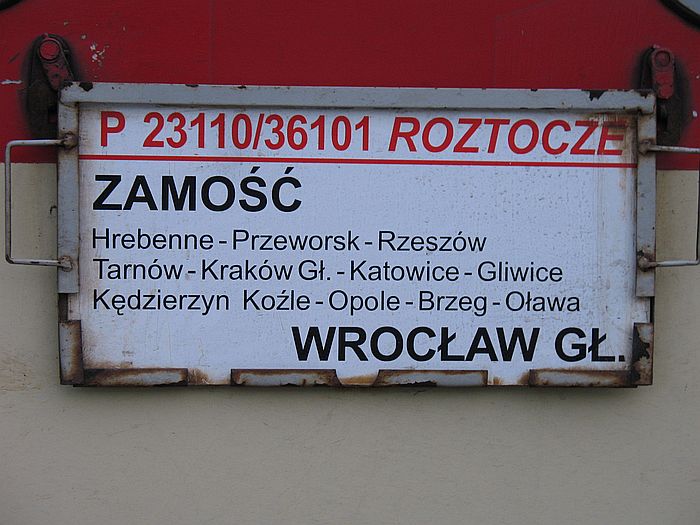 P 23110/36101 ROZTOCZE
ZAMOŚĆ
Hrebenne - Przeworsk - Rzeszów
Tarnów - Kraków Gł. - Katowice - Gliwice
Kędzierzyn Koźle - Opole - Brzeg - Oława
WROCŁAW GŁ.